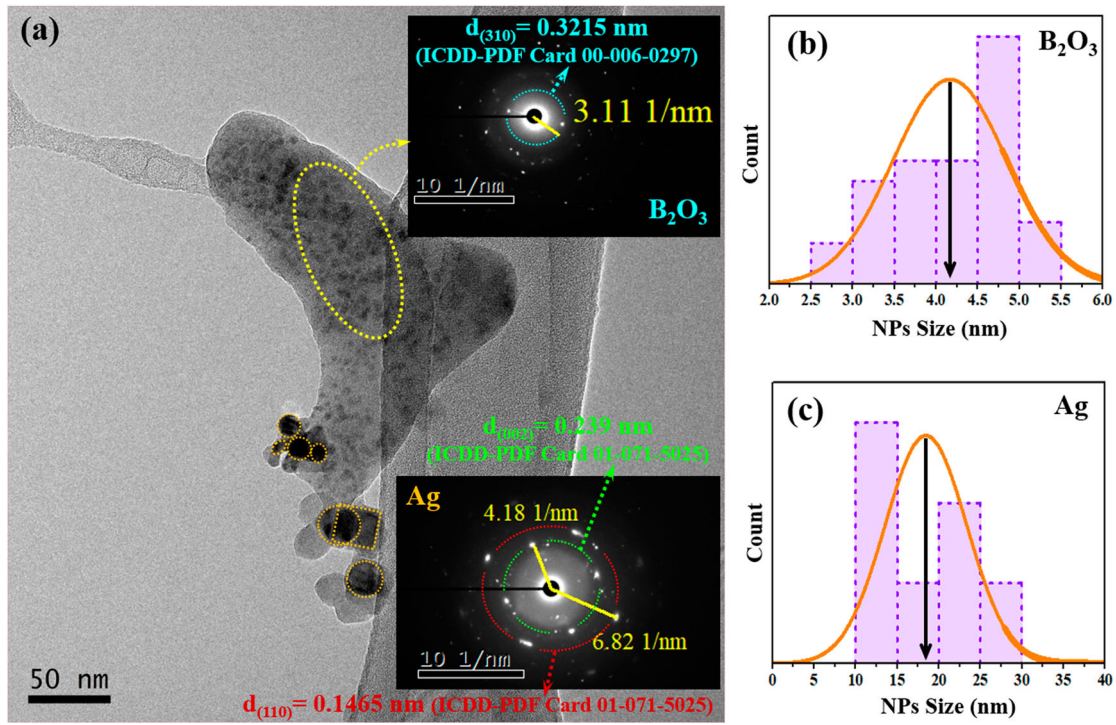 (a)
d(310)= 0.3215 nm
(ICDD-PDF Card 00-006-0297)
3.11 1/nm
10 1/nm
B₂O₃
d(002)= 0.239 nm
(ICDD-PDF Card 01-071-5025)
Ag
4.18 1/nm
6.82 1/nm
10 1/nm
50 nm
d(110)= 0.1465 nm (ICDD-PDF Card 01-071-5025)
(b)
B₂O₃
Count
2.0 2.5 3.0 3.5 4.0 4.5 5.0 5.5 6.0
NPs Size (nm)
(c)
Ag
Count
0 5 10 15 20 25 30 35 40
NPs Size (nm)